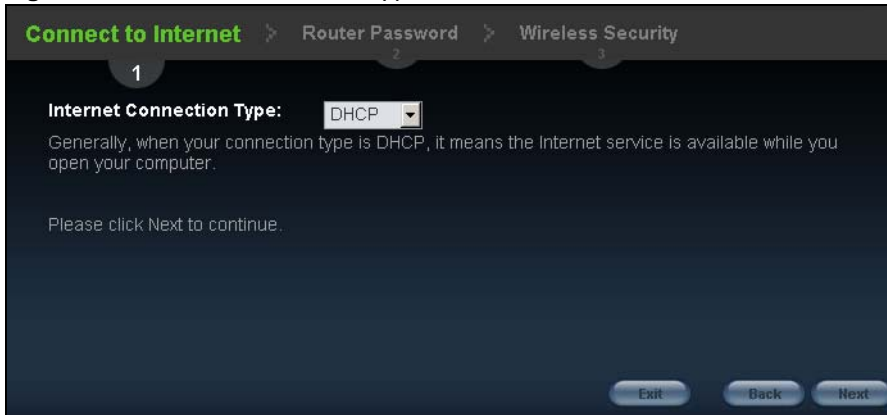 Connect to Internet > Router Password > Wireless Security
1 2 3
Internet Connection Type: DHCP
Generally, when your connection type is DHCP, it means the Internet service is available while you
open your computer.
Please click Next to continue.
Exit Back Next